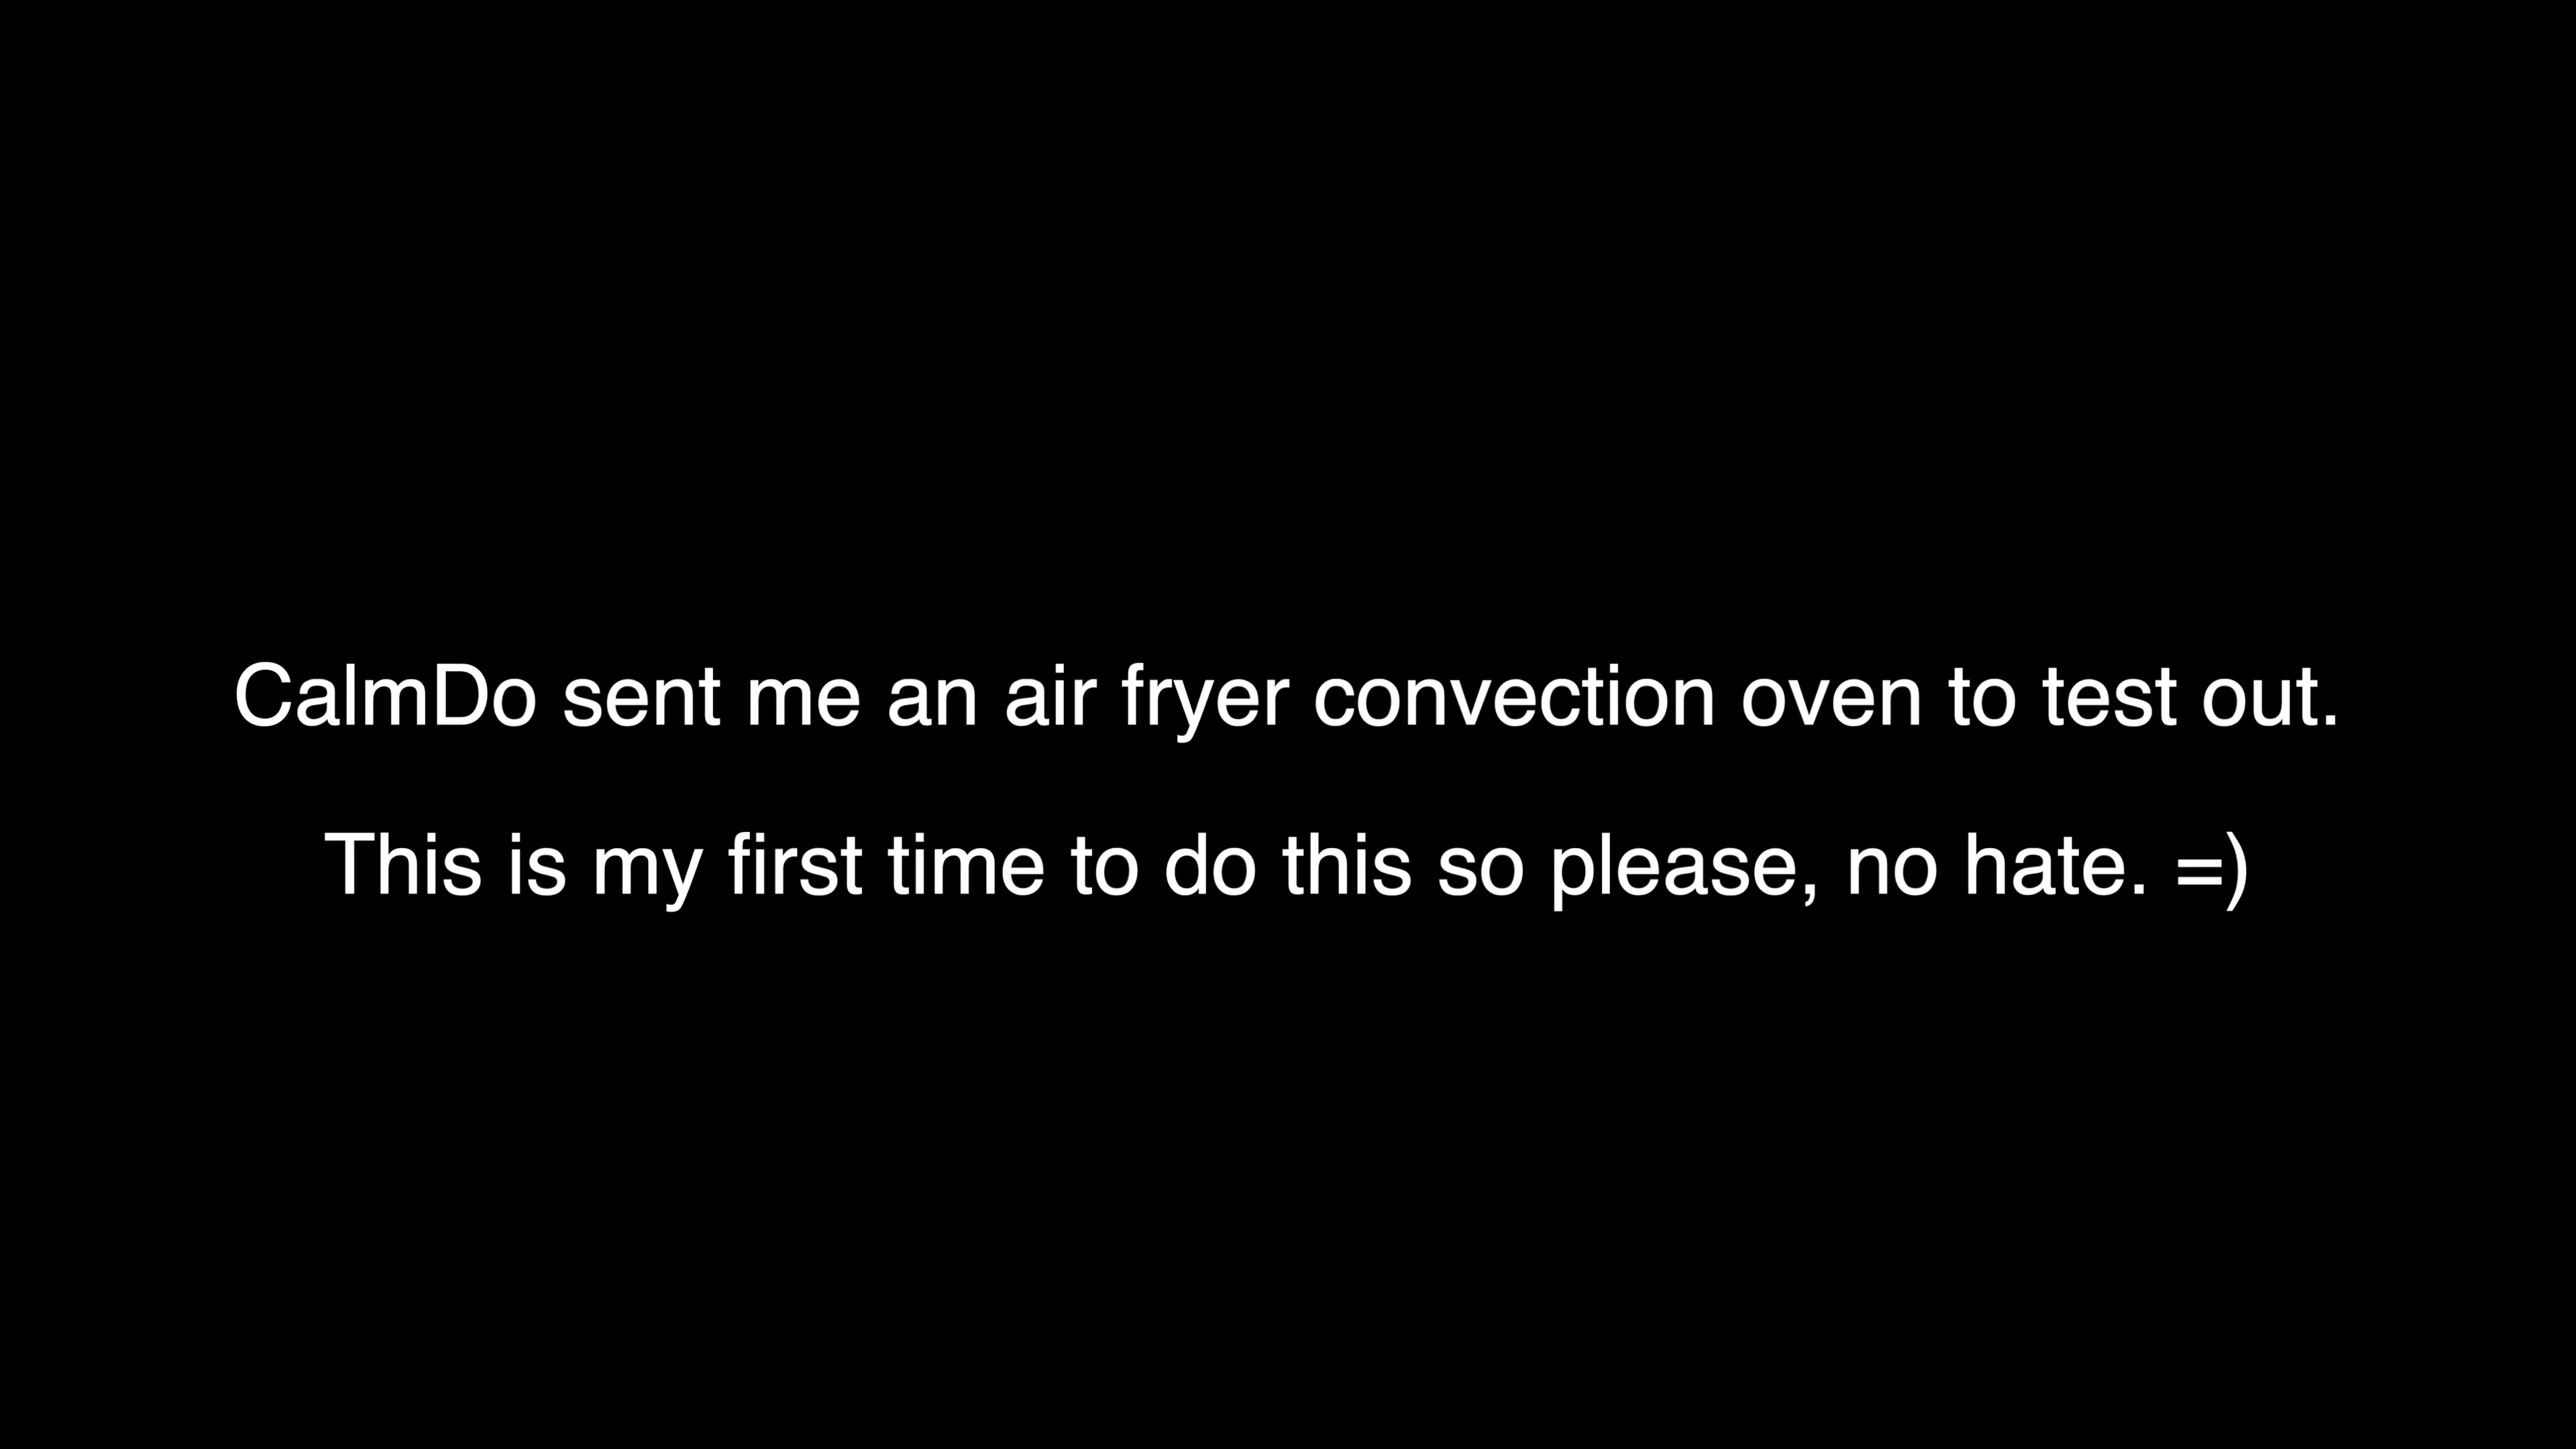 CalmDo sent me an air fryer convection oven to test out.
This is my first time to do this so please, no hate. =)